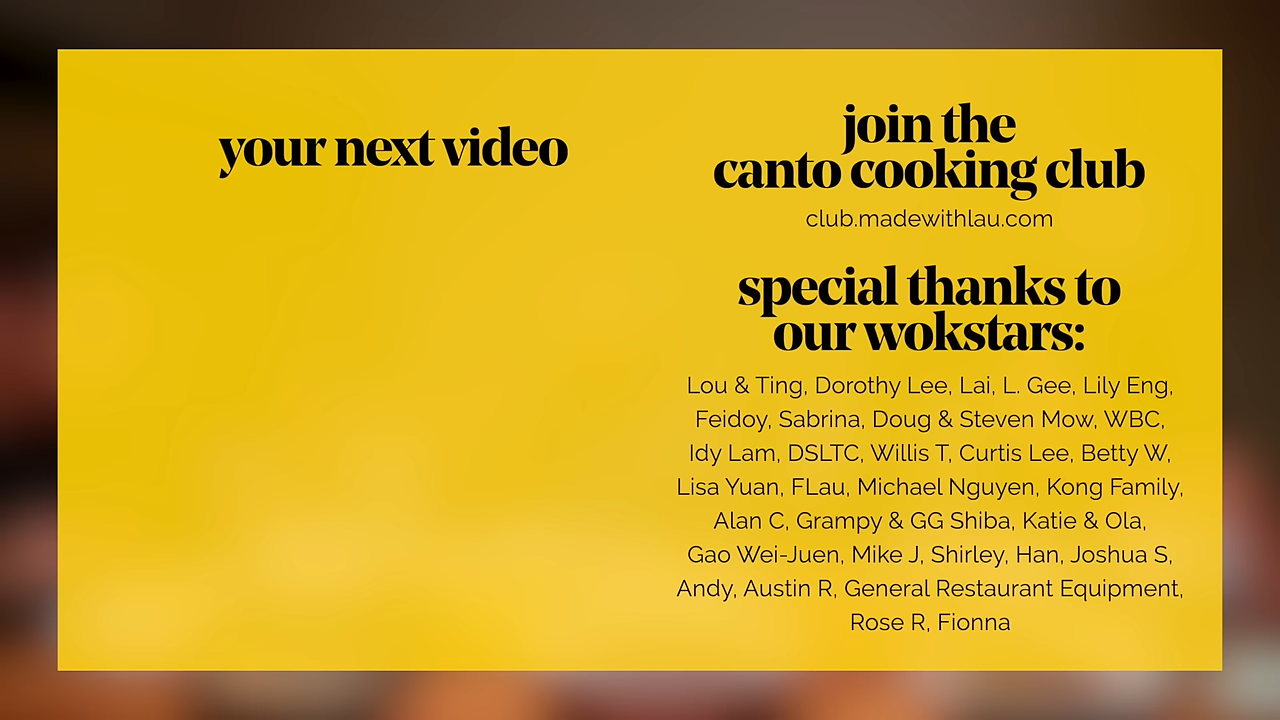 your next video
join the
canto cooking club
club.madewithlau.com
special thanks to
our wokstars:
Lou & Ting, Dorothy Lee, Lai, L. Gee, Lily Eng,
Feidoy, Sabrina, Doug & Steven Mow, WBC,
Idy Lam, DSLTC, Willis T, Curtis Lee, Betty W,
Lisa Yuan, FLau, Michael Nguyen, Kong Family,
Alan C, Grampy & GG Shiba, Katie & Ola,
Gao Wei-Juen, Mike J, Shirley, Han, Joshua S,
Andy, Austin R, General Restaurant Equipment,
Rose R, Fionna